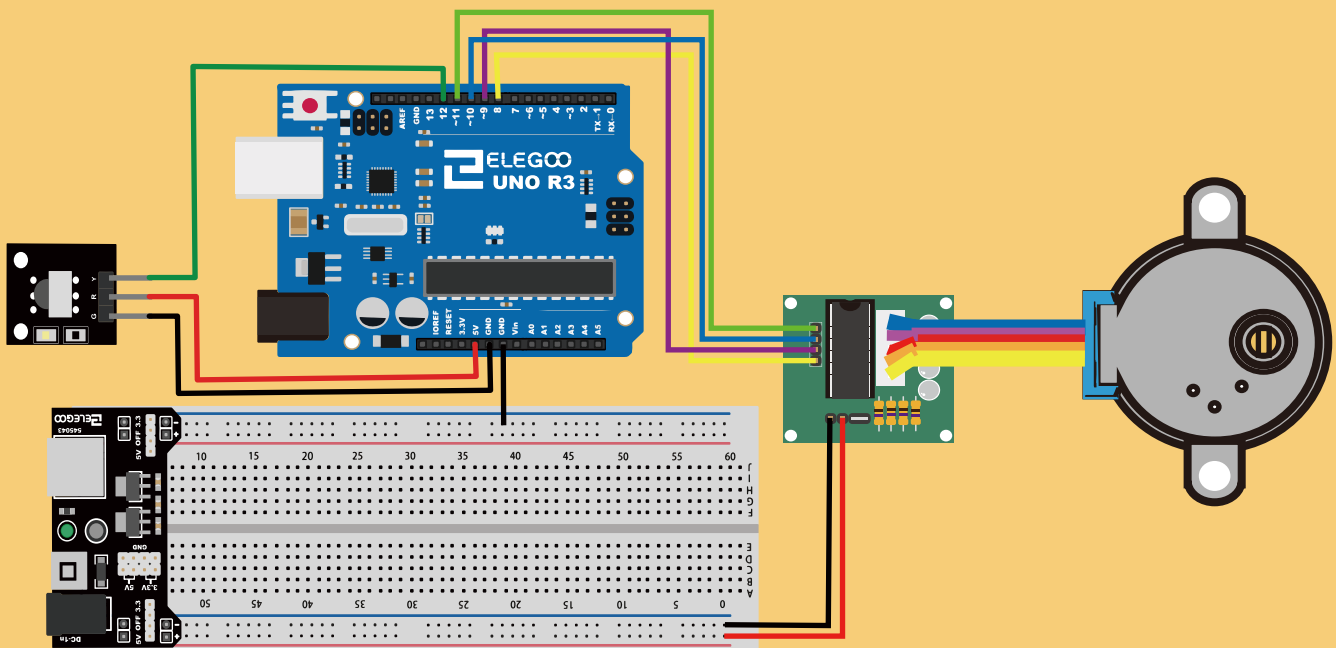 AREF
GND
13
12
~11
~10
~9
8
7
~6
~5
4
~3
2
TX→1
RX←0
ELEGOO
UNO R3
IOREF
RESET
3.3V
5V
GND
GND
Vin
A0
A1
A2
A3
A4
A5
Y
R
G
ELEGOO
545043
5V OFF 3.3
- +
10 15 20 25 30 35 40 45 50 55 60
J
I
H
G
F
GND
5V 3.3V
E
D
C
B
A
50 45 40 35 30 25 20 15 10 5 0
5V OFF 3.3
- +
DC-in